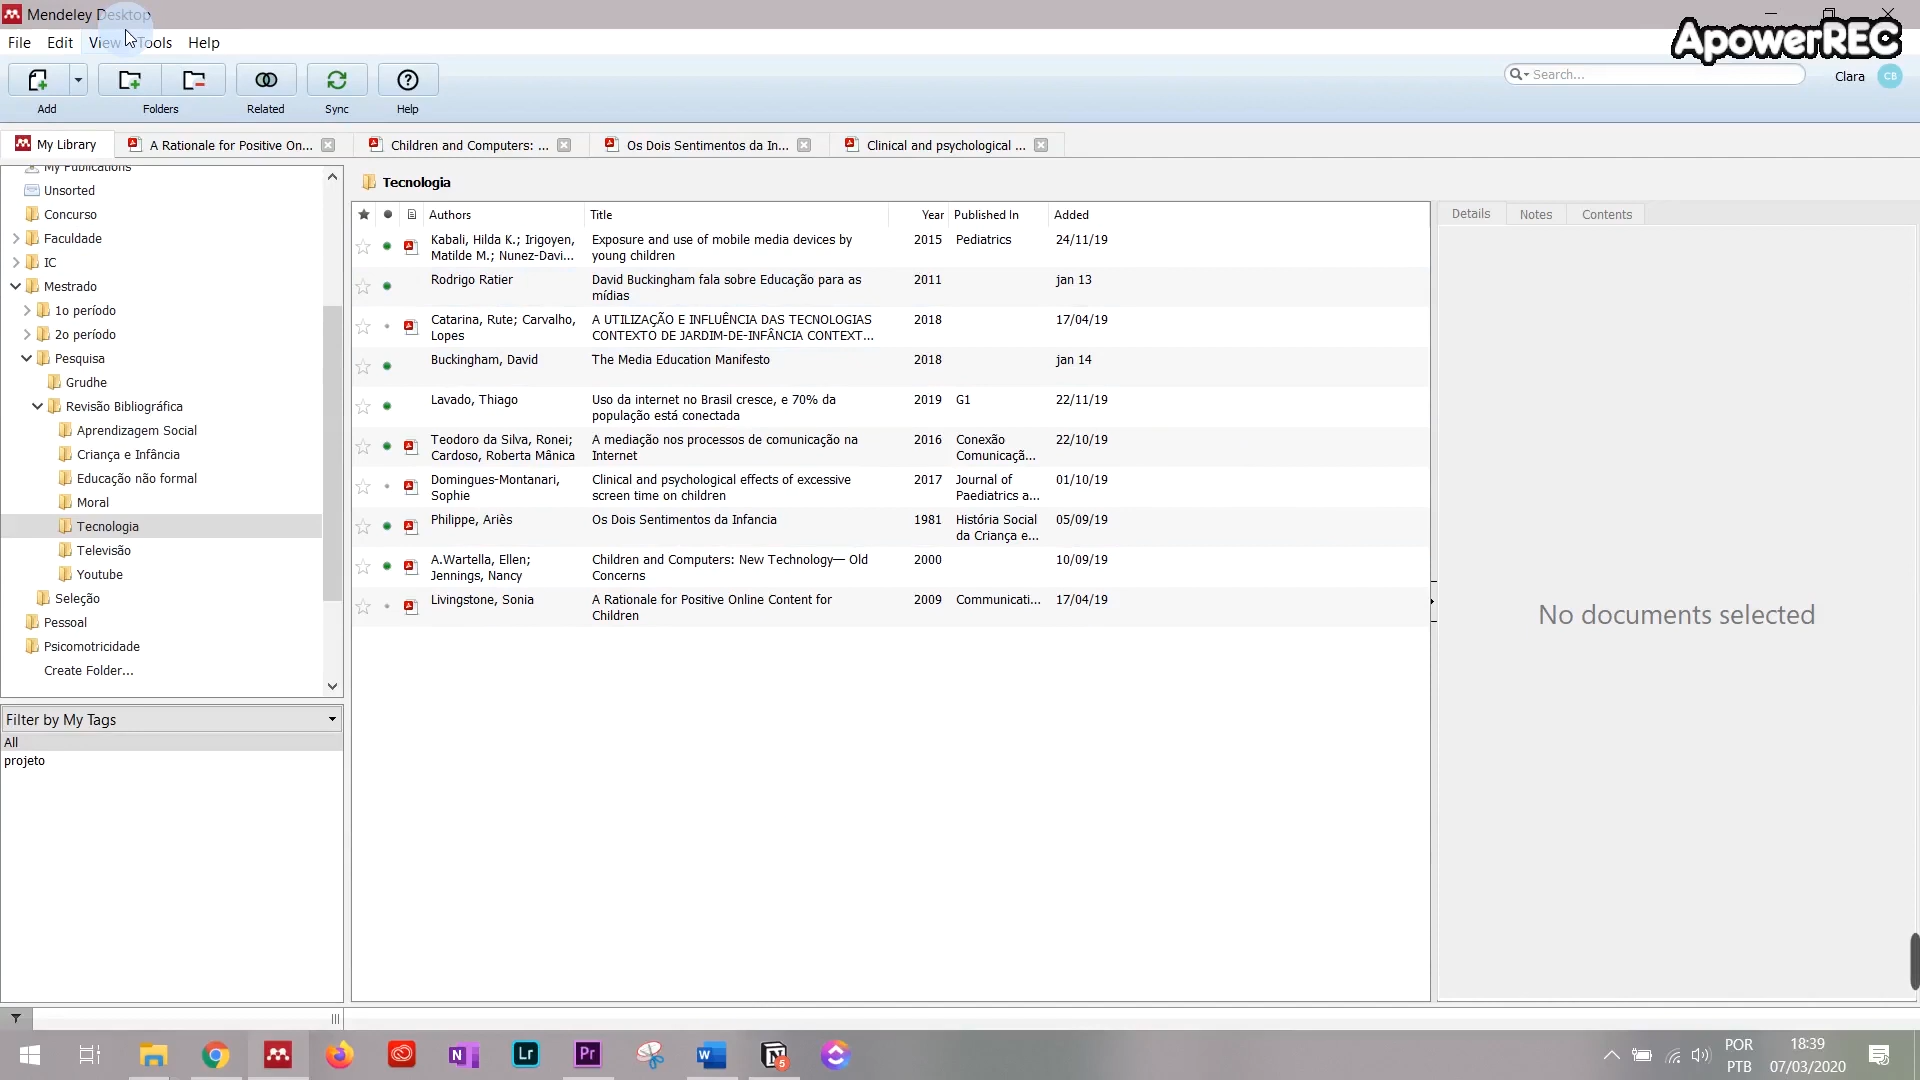 Mendeley Desktop
ApowerREC
File Edit View Tools Help
Search...
Clara CB
Add Folders Related Sync Help
My Library
A Rationale for Positive On...
Children and Computers: ...
Os Dois Sentimentos da In...
Clinical and psychological ...
My Publications
Unsorted
Concurso
Faculdade
IC
Mestrado
1o período
2o período
Pesquisa
Grudhe
Revisão Bibliográfica
Aprendizagem Social
Criança e Infância
Educação não formal
Moral
Tecnologia
Televisão
Youtube
Seleção
Pessoal
Psicomotricidade
Create Folder...
Filter by My Tags
All
projeto
Tecnologia
Authors Title Year Published In Added
Kabali, Hilda K.; Irigoyen, Exposure and use of mobile media devices by 2015 Pediatrics 24/11/19
Matilde M.; Nunez-Davi... young children
Rodrigo Ratier David Buckingham fala sobre Educação para as 2011 jan 13
mídias
Catarina, Rute; Carvalho, A UTILIZAÇÃO E INFLUÊNCIA DAS TECNOLOGIAS 2018 17/04/19
Lopes CONTEXTO DE JARDIM-DE-INFÂNCIA CONTEXT...
Buckingham, David The Media Education Manifesto 2018 jan 14
Lavado, Thiago Uso da internet no Brasil cresce, e 70% da 2019 G1 22/11/19
população está conectada
Teodoro da Silva, Ronei; A mediação nos processos de comunicação na 2016 Conexão 22/10/19
Cardoso, Roberta Mânica Internet Comunicaçã...
Domingues-Montanari, Clinical and psychological effects of excessive 2017 Journal of 01/10/19
Sophie screen time on children Paediatrics a...
Philippe, Ariès Os Dois Sentimentos da Infancia 1981 História Social 05/09/19
da Criança e...
A.Wartella, Ellen; Children and Computers: New Technology— Old 2000 10/09/19
Jennings, Nancy Concerns
Livingstone, Sonia A Rationale for Positive Online Content for 2009 Communicati... 17/04/19
Children
Details Notes Contents
No documents selected
N Lr Pr W N 5
POR 18:39
PTB 07/03/2020